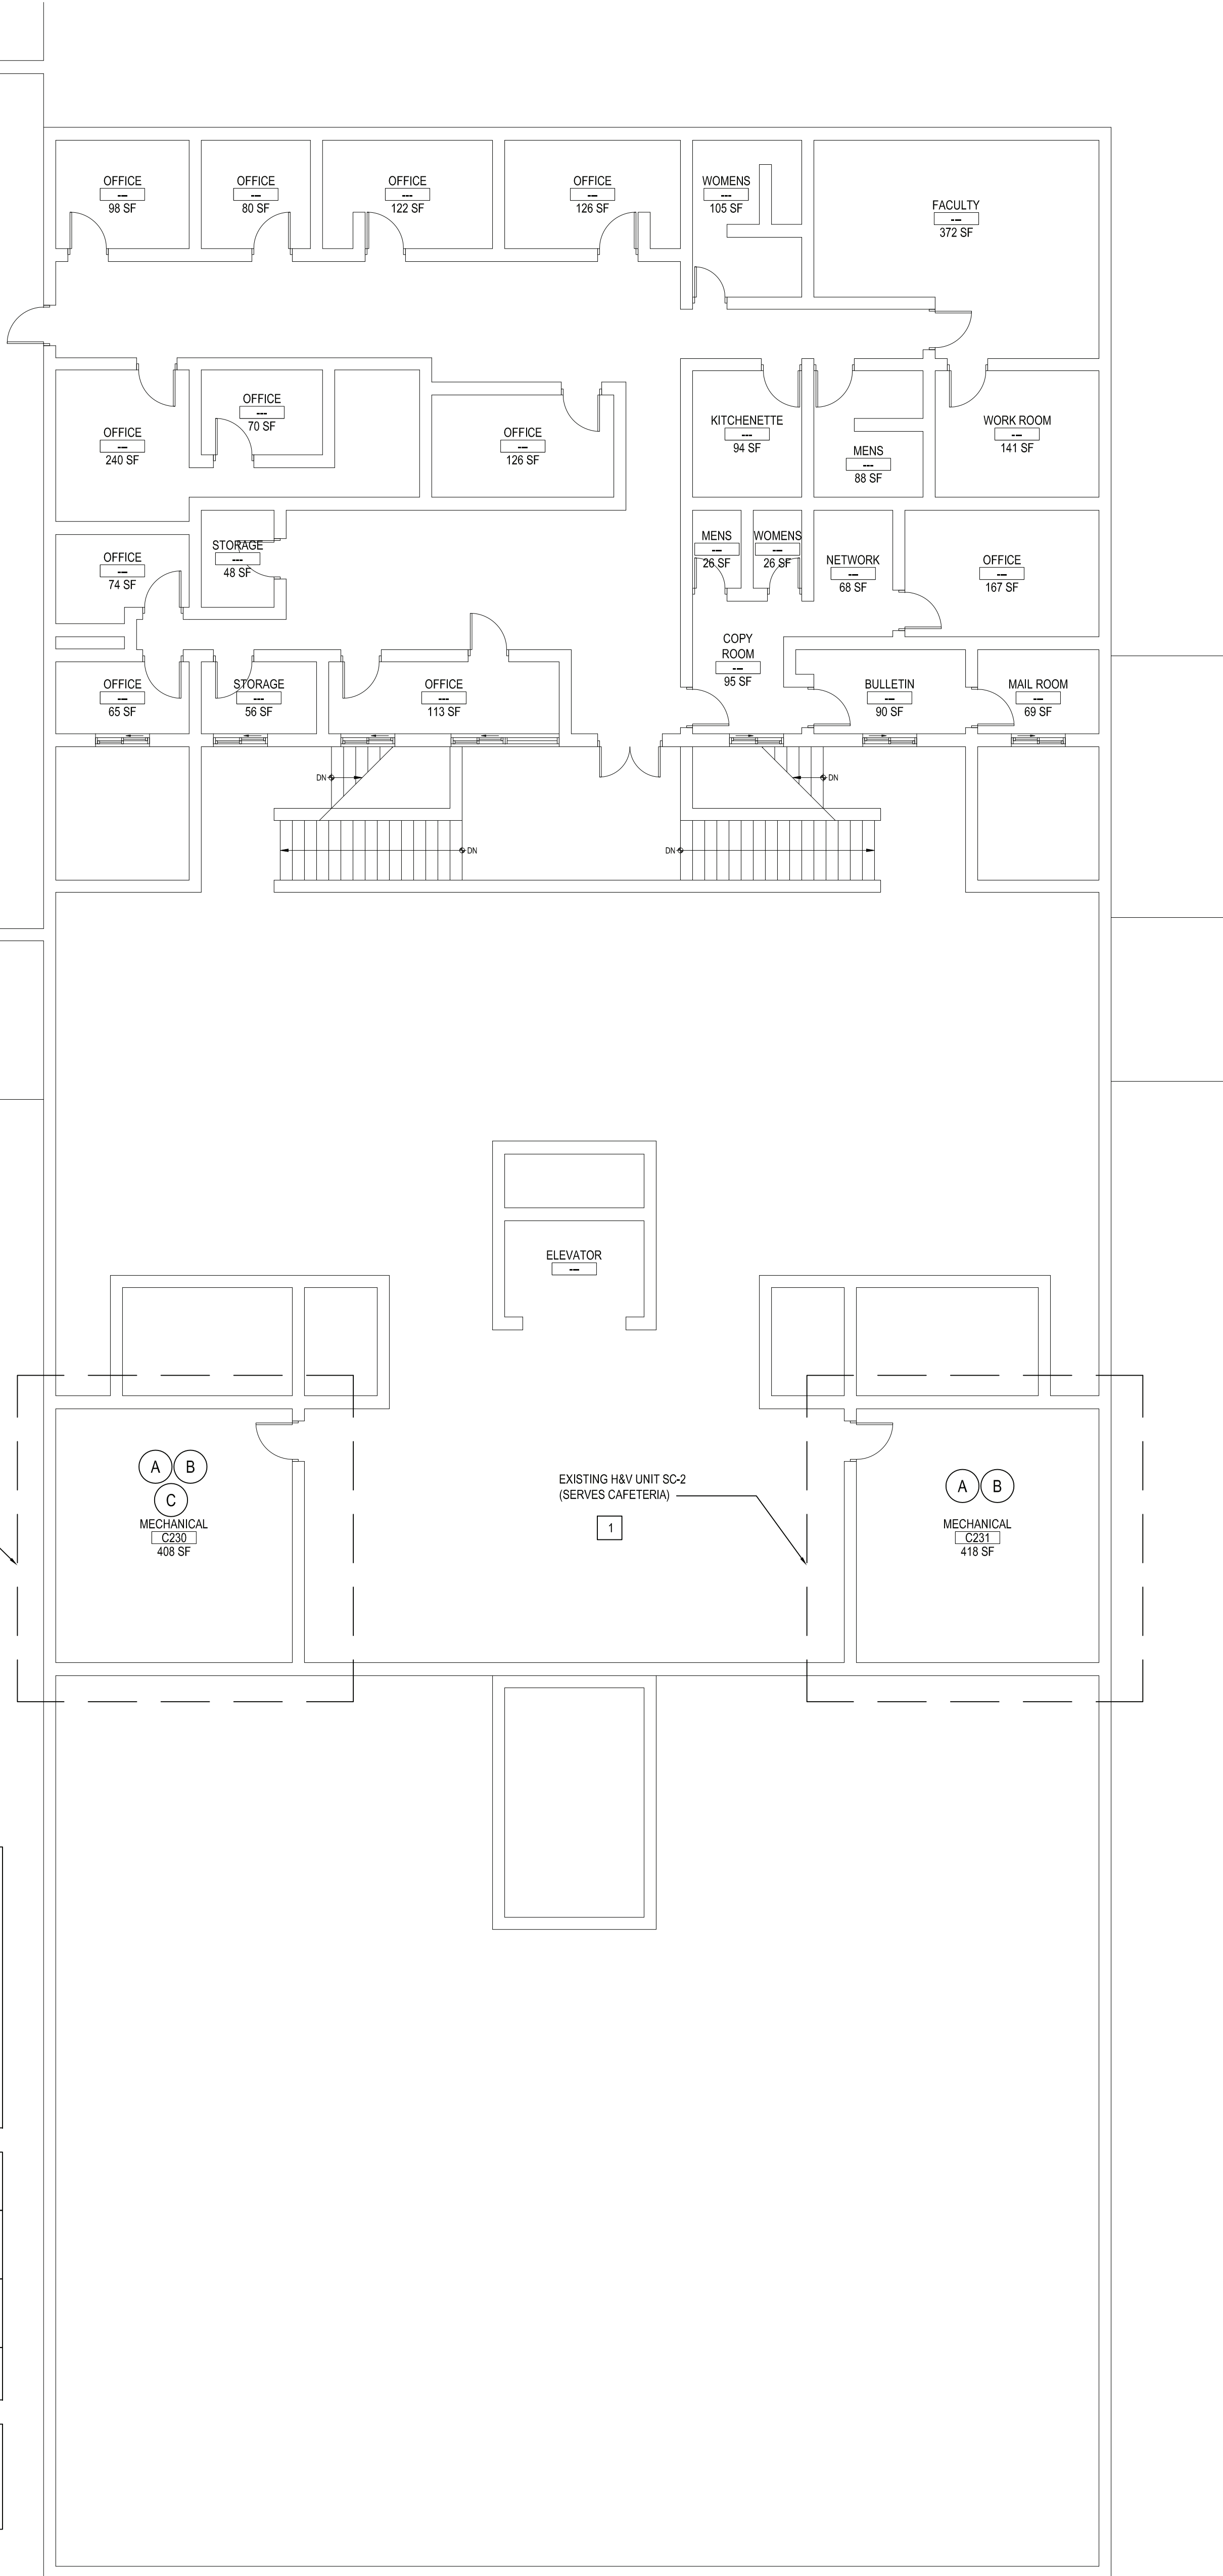 OFFICE
---
98 SF
OFFICE
---
80 SF
OFFICE
---
122 SF
OFFICE
---
126 SF
WOMENS
---
105 SF
FACULTY
---
372 SF
OFFICE
---
240 SF
OFFICE
---
70 SF
OFFICE
---
126 SF
KITCHENETTE
---
94 SF
MENS
---
88 SF
WORK ROOM
---
141 SF
OFFICE
---
74 SF
STORAGE
---
48 SF
MENS
---
26 SF
WOMENS
---
26 SF
NETWORK
---
68 SF
OFFICE
---
167 SF
COPY
ROOM
---
95 SF
OFFICE
---
65 SF
STORAGE
---
56 SF
OFFICE
---
113 SF
BULLETIN
---
90 SF
MAIL ROOM
---
69 SF
DN
DN
DN
DN
ELEVATOR
---
A B
C
MECHANICAL
C230
408 SF
EXISTING H&V UNIT SC-2
(SERVES CAFETERIA)
1
A B
MECHANICAL
C231
418 SF